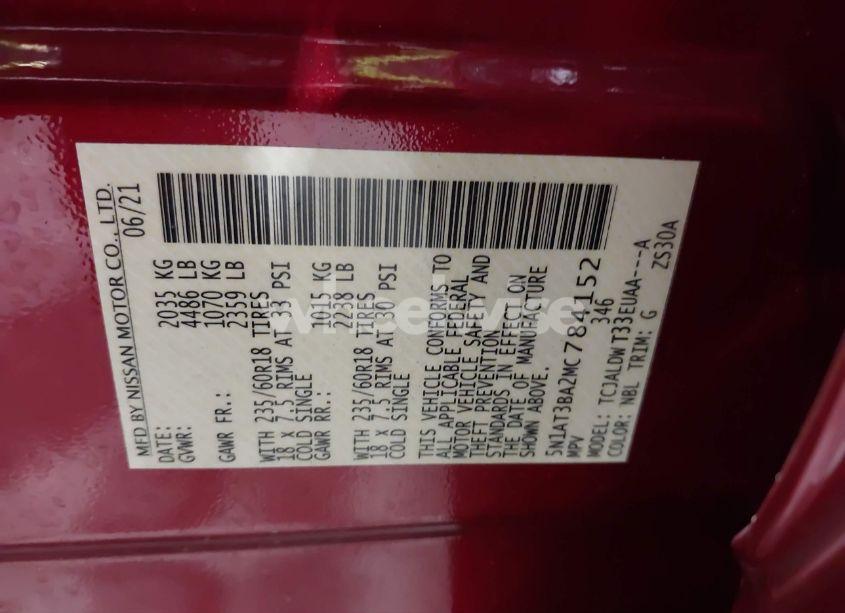 MFD BY NISSAN MOTOR CO., LTD.
DATE: 06/21
GVWR: 2035 KG
4486 LB
GAWR FR.: 1070 KG
2359 LB
WITH 235/60R18 TIRES
18 x 7.5 RIMS AT 33 PSI
COLD SINGLE
GAWR RR.: 1015 KG
2238 LB
WITH 235/60R18 TIRES
18 x 7.5 RIMS AT 30 PSI
COLD SINGLE
THIS VEHICLE CONFORMS TO
ALL APPLICABLE FEDERAL
MOTOR VEHICLE SAFETY AND
THEFT PREVENTION
STANDARDS IN EFFECT ON
THE DATE OF MANUFACTURE
SHOWN ABOVE.
5N1AT3BA2MC784152
MPV 346
MODEL: TCJALDWT33EUAA---A
COLOR: NBL TRIM: G ZS30A